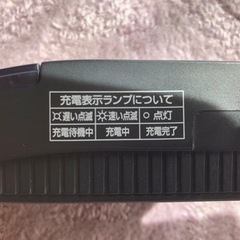 充電表示ランプについて
遅い点滅 速い点滅 ○ 点灯
充電待機中 充電中 充電完了